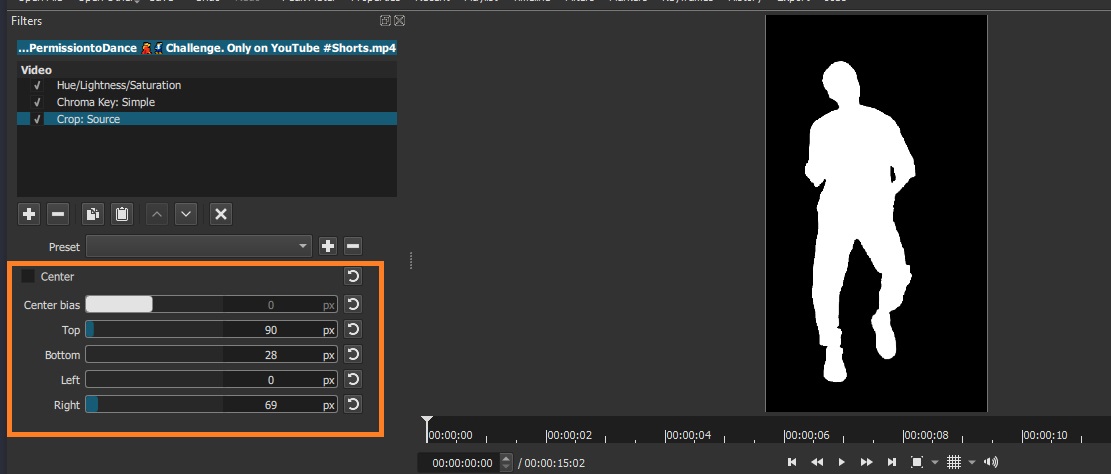 Filters
...PermissiontoDance Challenge. Only on YouTube #Shorts.mp4
Video
Hue/Lightness/Saturation
Chroma Key: Simple
Crop: Source
Preset
Center
Center bias 0 px
Top 90 px
Bottom 28 px
Left 0 px
Right 69 px
00:00:00 00:00:02 00:00:04 00:00:06 00:00:08 00:00:10
00:00:00:00 / 00:00:15:02